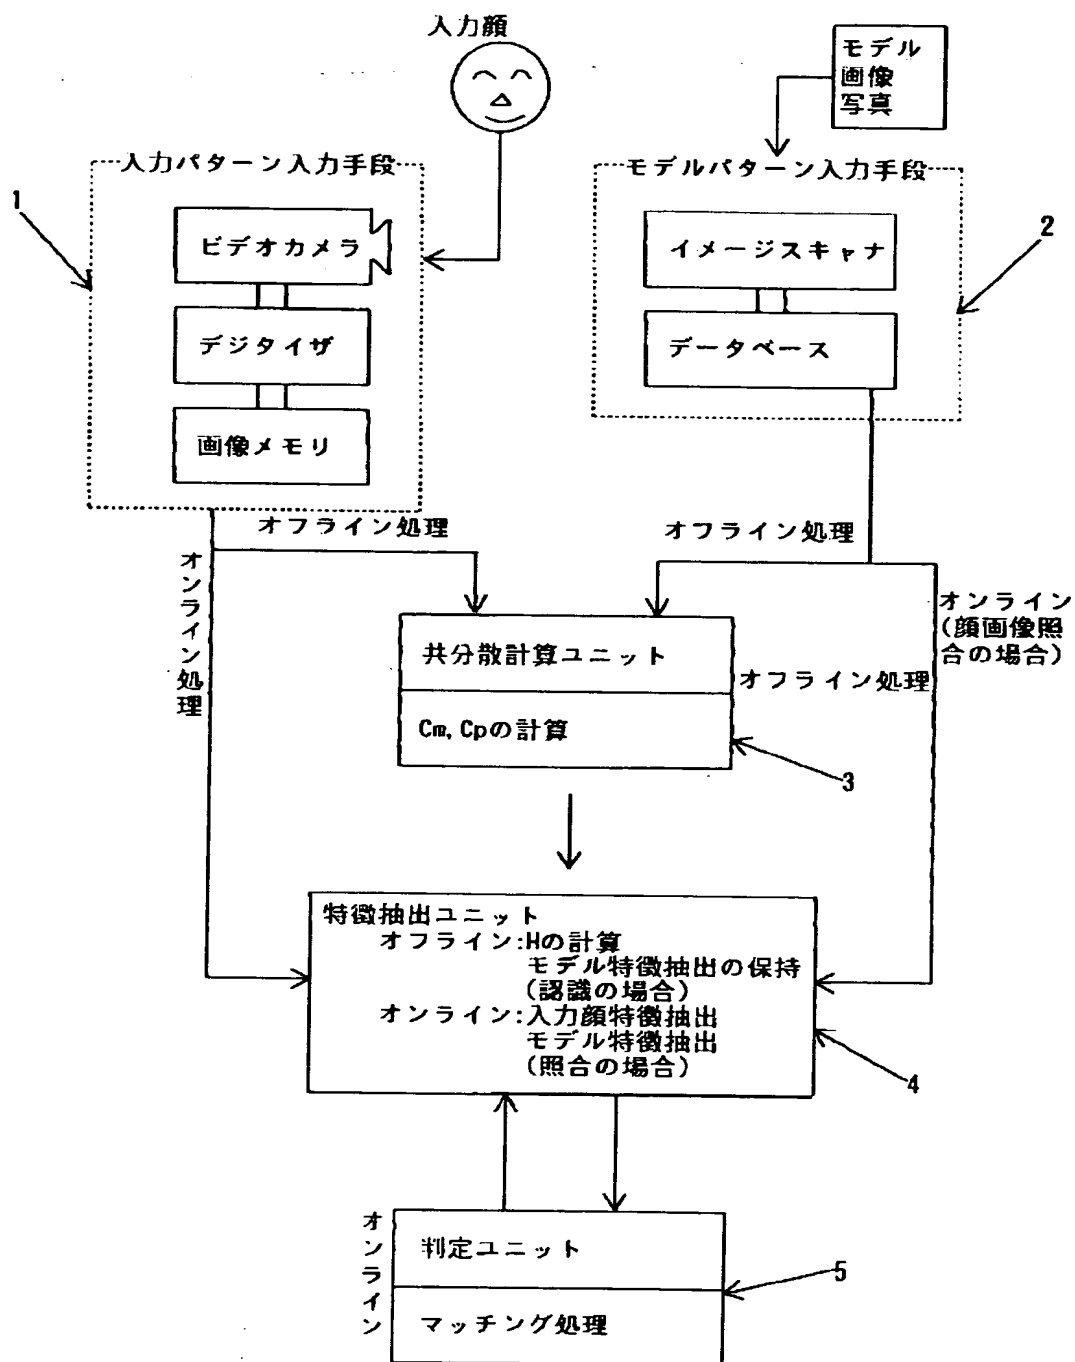 入力顔
モデル
画像
写真
入力パターン入力手段
モデルパターン入力手段
1
2
ビデオカメラ
イメージスキャナ
デジタイザ
データベース
画像メモリ
オフライン処理
オフライン処理
オンライン処理
オンライン
(顔画像照
合の場合)
共分散計算ユニット
オフライン処理
Cm,Cpの計算
3
特徴抽出ユニット
オフライン:Hの計算
モデル特徴抽出の保持
(認識の場合)
オンライン:入力顔特徴抽出
モデル特徴抽出
(照合の場合)
4
オンライン
判定ユニット
5
マッチング処理